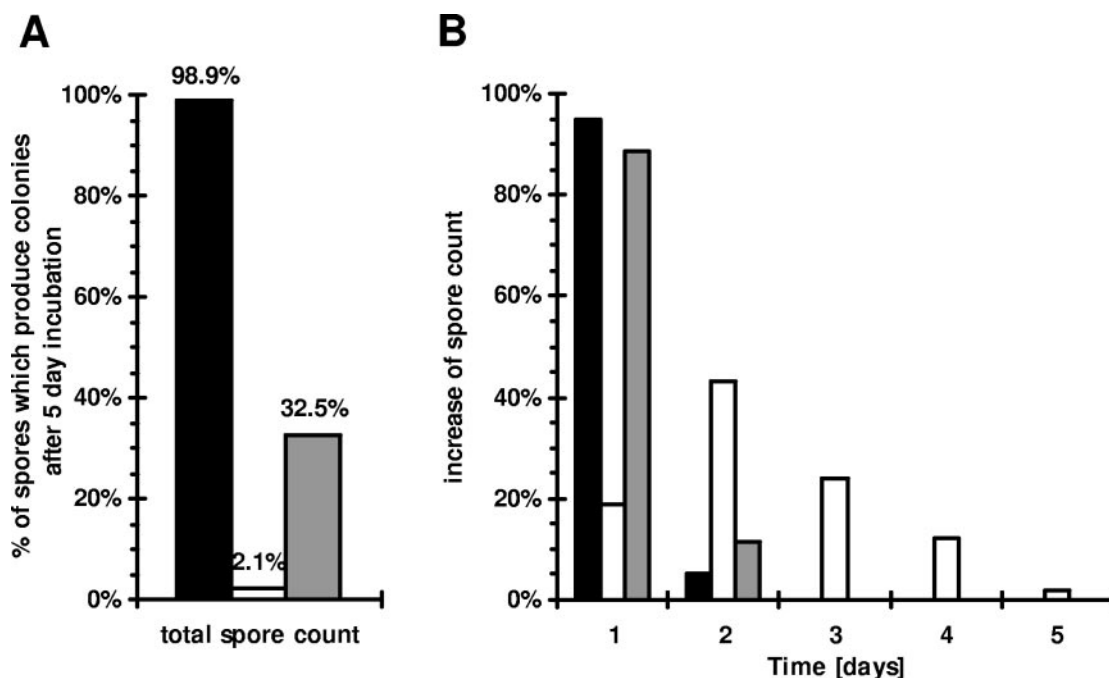 A
98.9%
100%
80%
60%
40%
20%
0%
32.5%
2.1%
% of spores which produce colonies
after 5 day incubation
total spore count
B
100%
80%
60%
40%
20%
0%
increase of spore count
1 2 3 4 5
Time [days]